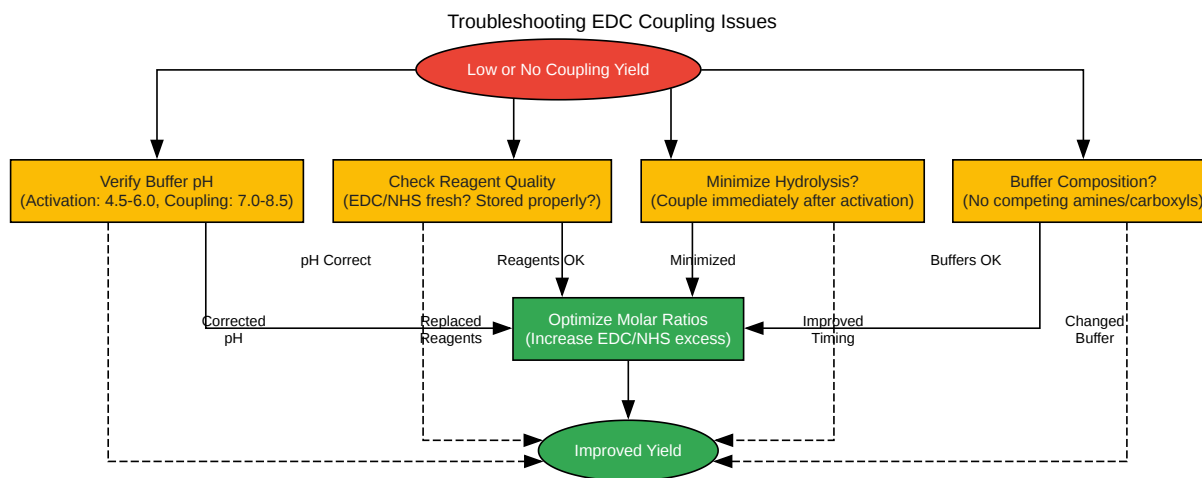 Troubleshooting EDC Coupling Issues
Low or No Coupling Yield
Verify Buffer pH
(Activation: 4.5-6.0, Coupling: 7.0-8.5)
Check Reagent Quality
(EDC/NHS fresh? Stored properly?)
Minimize Hydrolysis?
(Couple immediately after activation)
Buffer Composition?
(No competing amines/carboxyls)
pH Correct
Reagents OK
Minimized
Buffers OK
Corrected
pH
Replaced
Reagents
Optimize Molar Ratios
(Increase EDC/NHS excess)
Improved
Timing
Changed
Buffer
Improved Yield